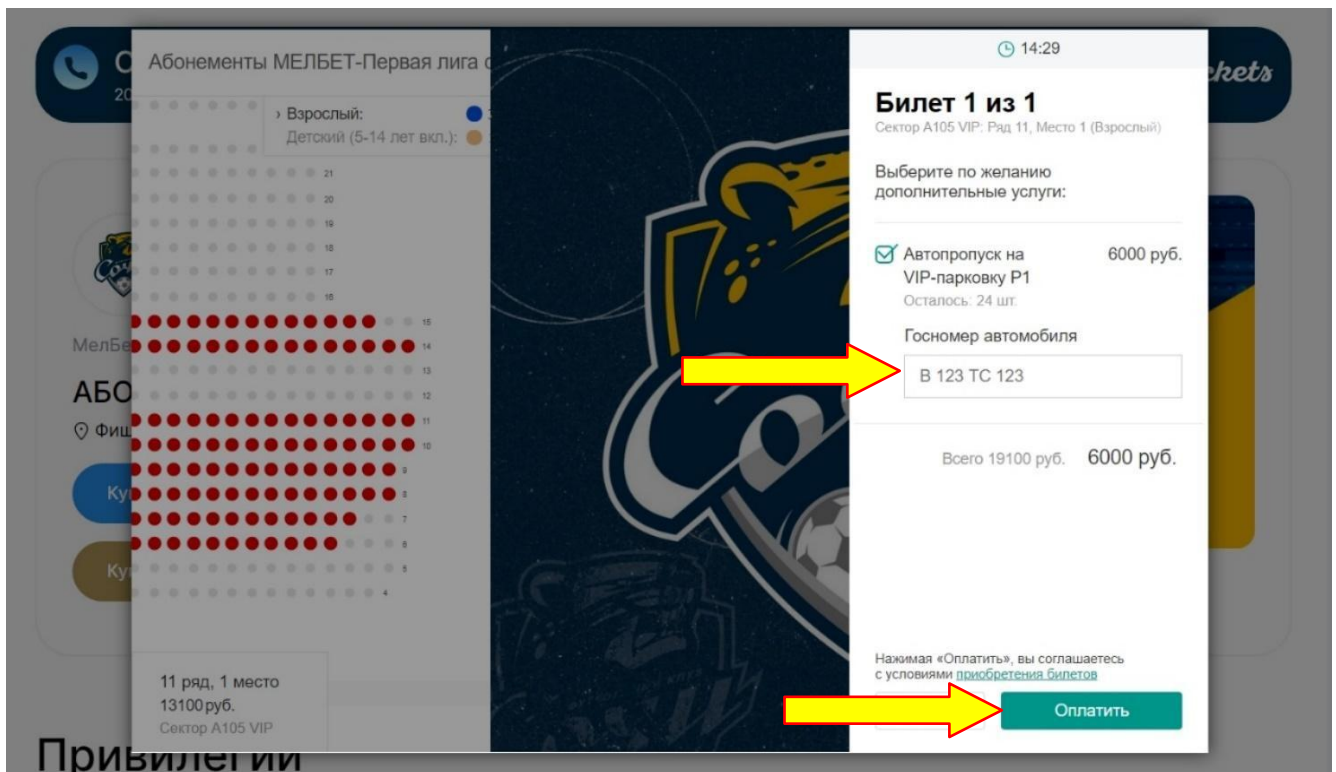 С
20
ckets
Абонементы МЕЛБЕТ-Первая лига с
› Взрослый:
Детский (5-14 лет вкл.):
21
20
19
18
17
16
15
14
13
12
11
10
9
8
7
6
5
4
МелБе
АБО
Фиш
Ку
Ку
11 ряд, 1 место
13100 руб.
Сектор А105 VIP
Привилегии
14:29
Билет 1 из 1
Сектор А105 VIP: Ряд 11, Место 1 (Взрослый)
Выберите по желанию
дополнительные услуги:
Автопропуск на 6000 руб.
VIP-парковку Р1
Осталось: 24 шт.
Госномер автомобиля
В 123 ТС 123
Всего 19100 руб. 6000 руб.
Нажимая «Оплатить», вы соглашаетесь
с условиями приобретения билетов
Оплатить